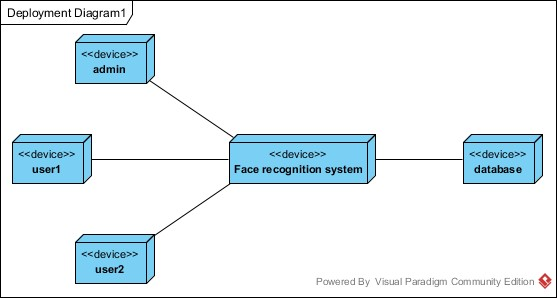 Deployment Diagram1
<<device>>
admin
<<device>>
user1
<<device>>
Face recognition system
<<device>>
database
<<device>>
user2
Powered By Visual Paradigm Community Edition